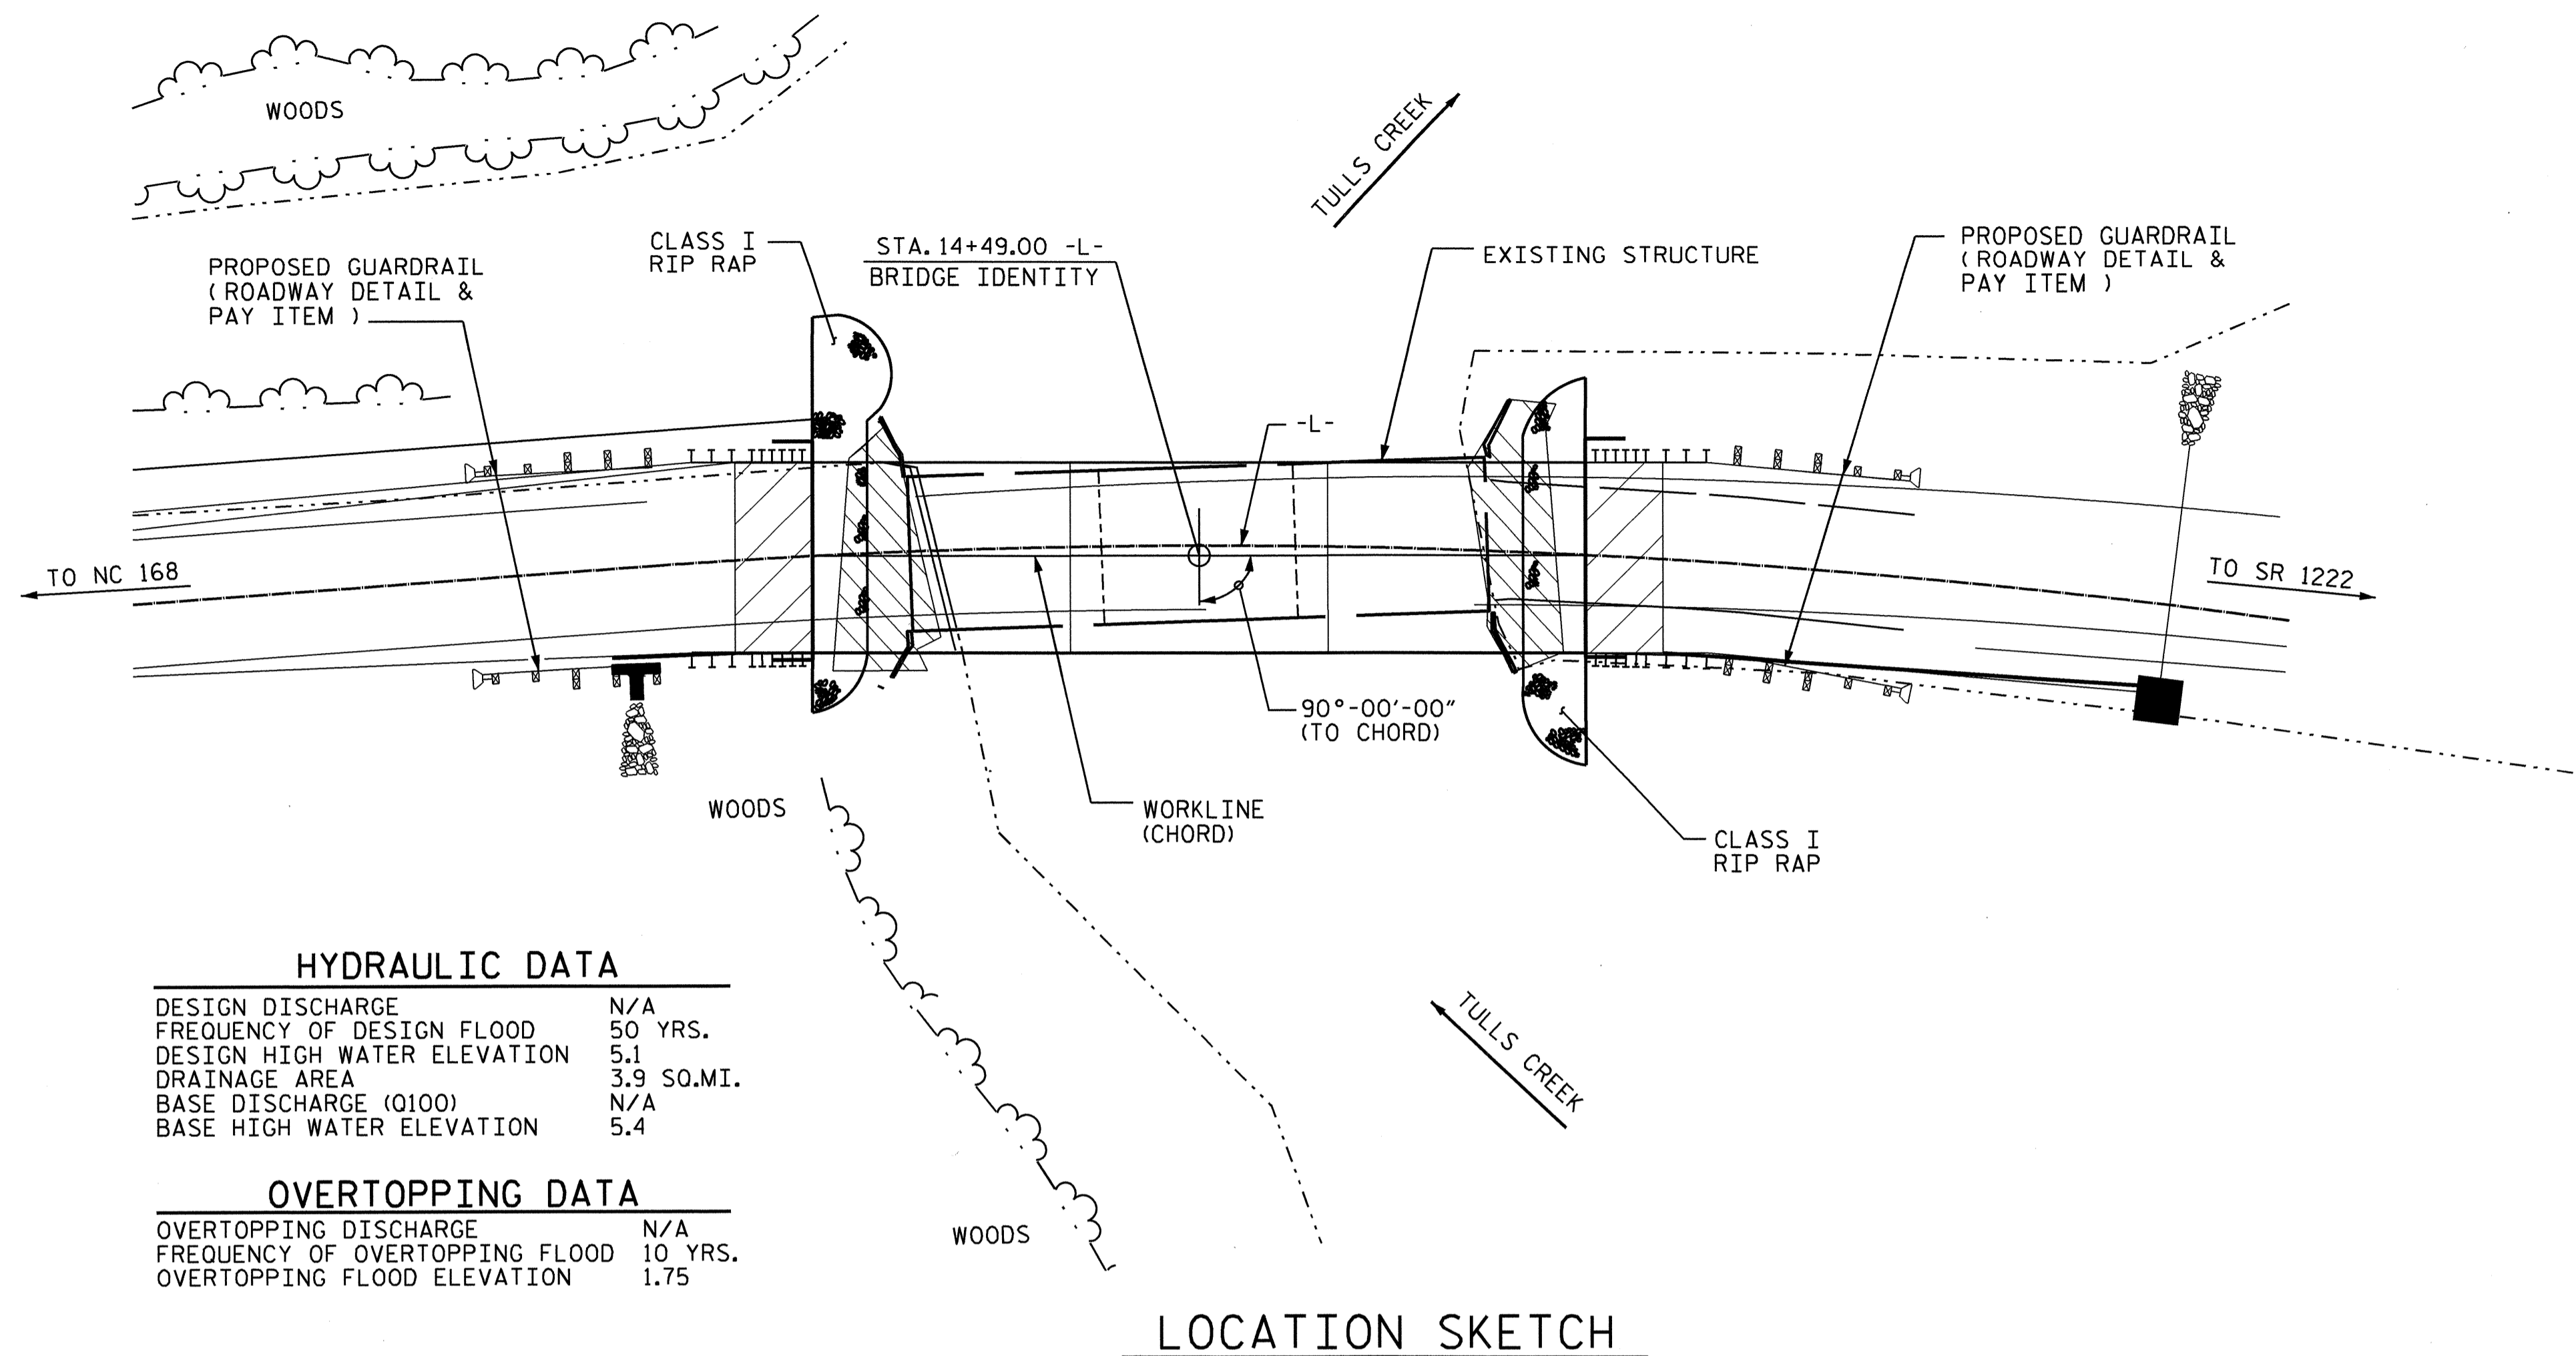 WOODS
TULLS CREEK
CLASS I
RIP RAP
STA. 14+49.00 -L-
BRIDGE IDENTITY
EXISTING STRUCTURE
PROPOSED GUARDRAIL
(ROADWAY DETAIL &
PAY ITEM )
PROPOSED GUARDRAIL
(ROADWAY DETAIL &
PAY ITEM )
-L-
TO NC 168
TO SR 1222
90°-00'-00"
(TO CHORD)
WOODS
WORKLINE
(CHORD)
CLASS I
RIP RAP
HYDRAULIC DATA
DESIGN DISCHARGE N/A
FREQUENCY OF DESIGN FLOOD 50 YRS.
DESIGN HIGH WATER ELEVATION 5.1
DRAINAGE AREA 3.9 SQ.MI.
BASE DISCHARGE (Q100) N/A
BASE HIGH WATER ELEVATION 5.4
TULLS CREEK
OVERTOPPING DATA
OVERTOPPING DISCHARGE N/A
FREQUENCY OF OVERTOPPING FLOOD 10 YRS.
OVERTOPPING FLOOD ELEVATION 1.75
WOODS
LOCATION SKETCH